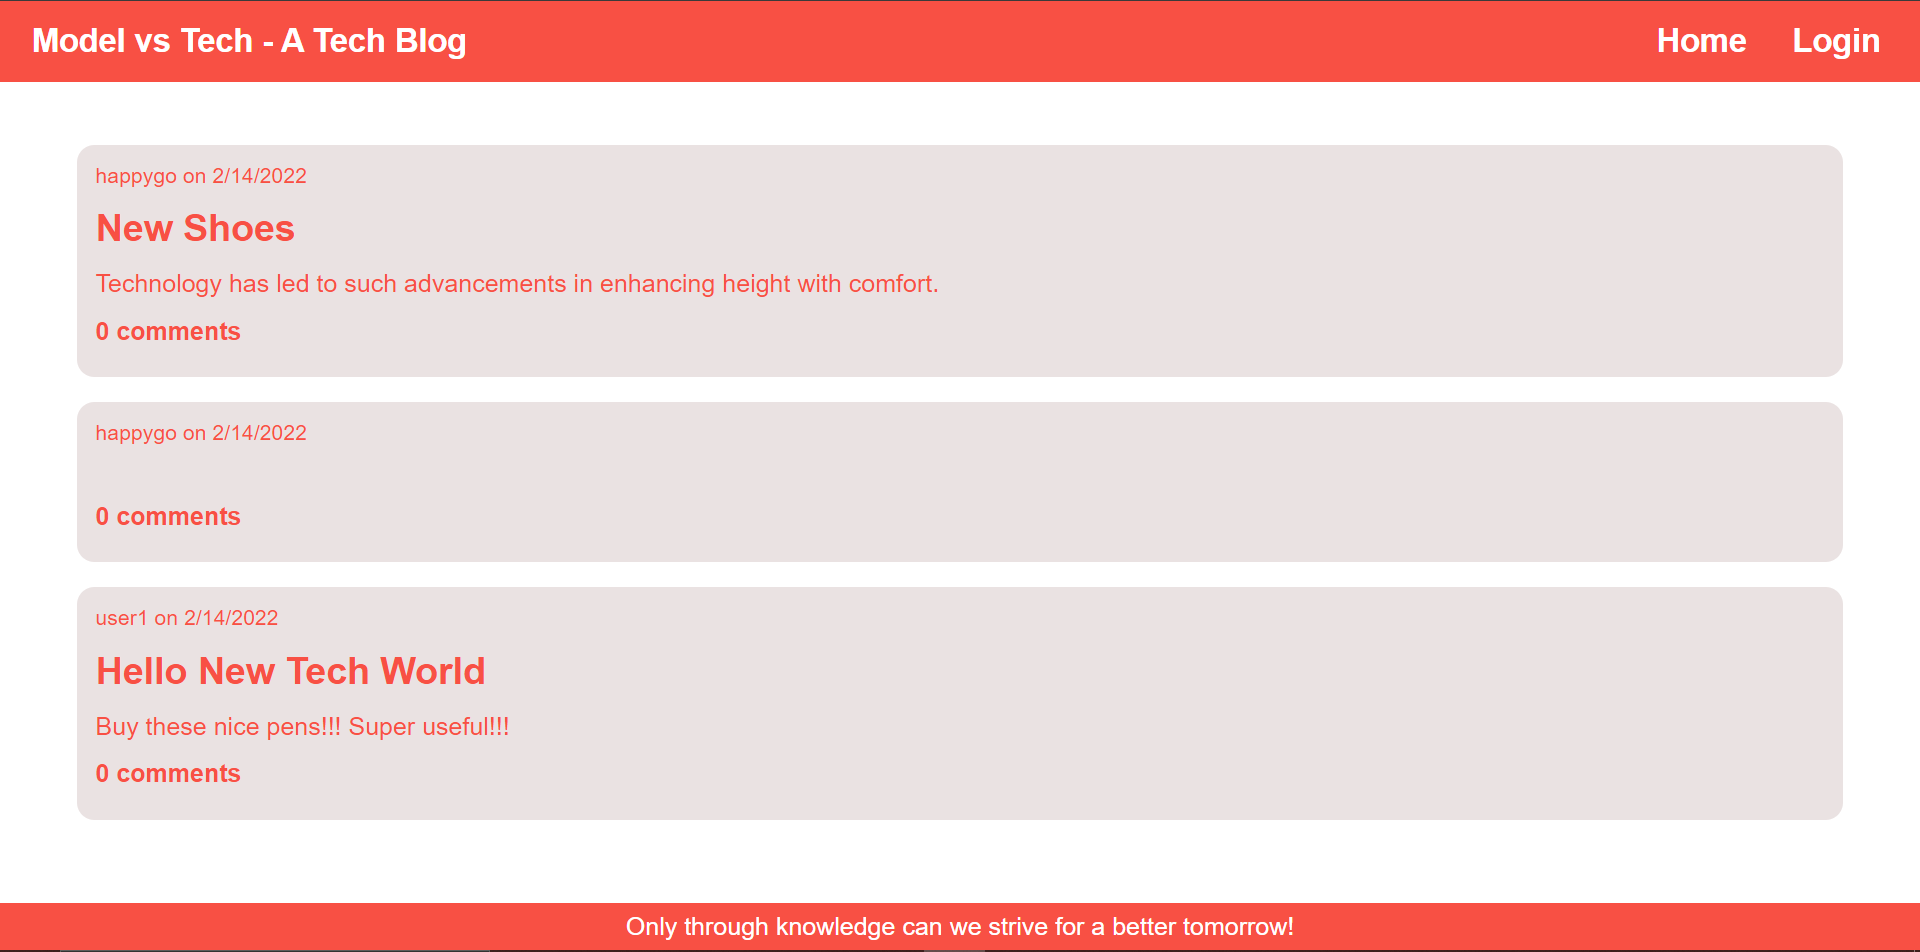 Model vs Tech - A Tech Blog
Home Login
happygo on 2/14/2022
New Shoes
Technology has led to such advancements in enhancing height with comfort.
0 comments
happygo on 2/14/2022
0 comments
user1 on 2/14/2022
Hello New Tech World
Buy these nice pens!!! Super useful!!!
0 comments
Only through knowledge can we strive for a better tomorrow!